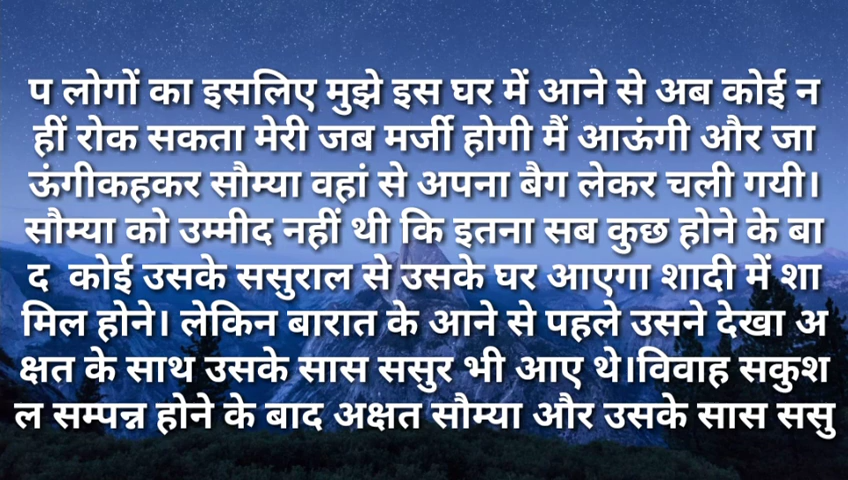 प लोगों का इसलिए मुझे इस घर में आने से अब कोई न
हीं रोक सकता मेरी जब मर्जी होगी मैं आऊंगी और जा
ऊंगीकहकर सौम्या वहां से अपना बैग लेकर चली गयी।
सौम्या को उम्मीद नहीं थी कि इतना सब कुछ होने के बा
द  कोई उसके ससुराल से उसके घर आएगा शादी में शा
मिल होने। लेकिन बारात के आने से पहले उसने देखा अ
क्षत के साथ उसके सास ससुर भी आए थे।विवाह सकुश
ल सम्पन्न होने के बाद अक्षत सौम्या और उसके सास ससु